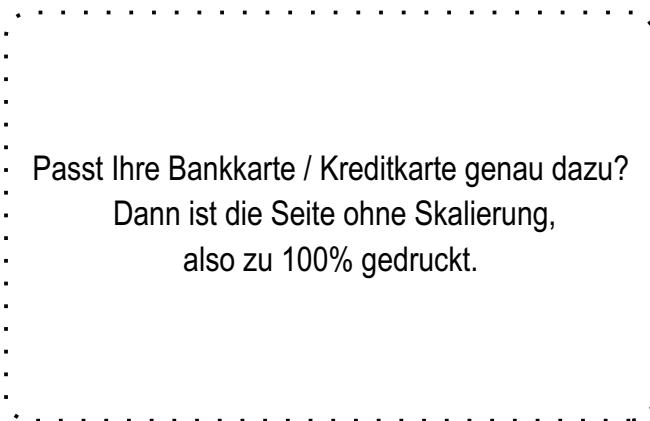 Passt Ihre Bankkarte / Kreditkarte genau dazu?
Dann ist die Seite ohne Skalierung,
also zu 100% gedruckt.